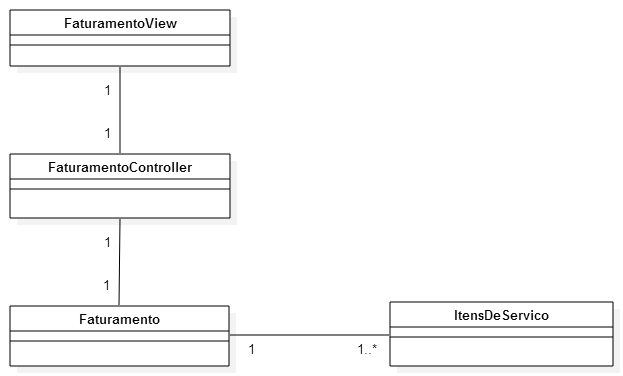 FaturamentoView
1
1
FaturamentoController
1
1
Faturamento
ItensDeServico
1
1..*